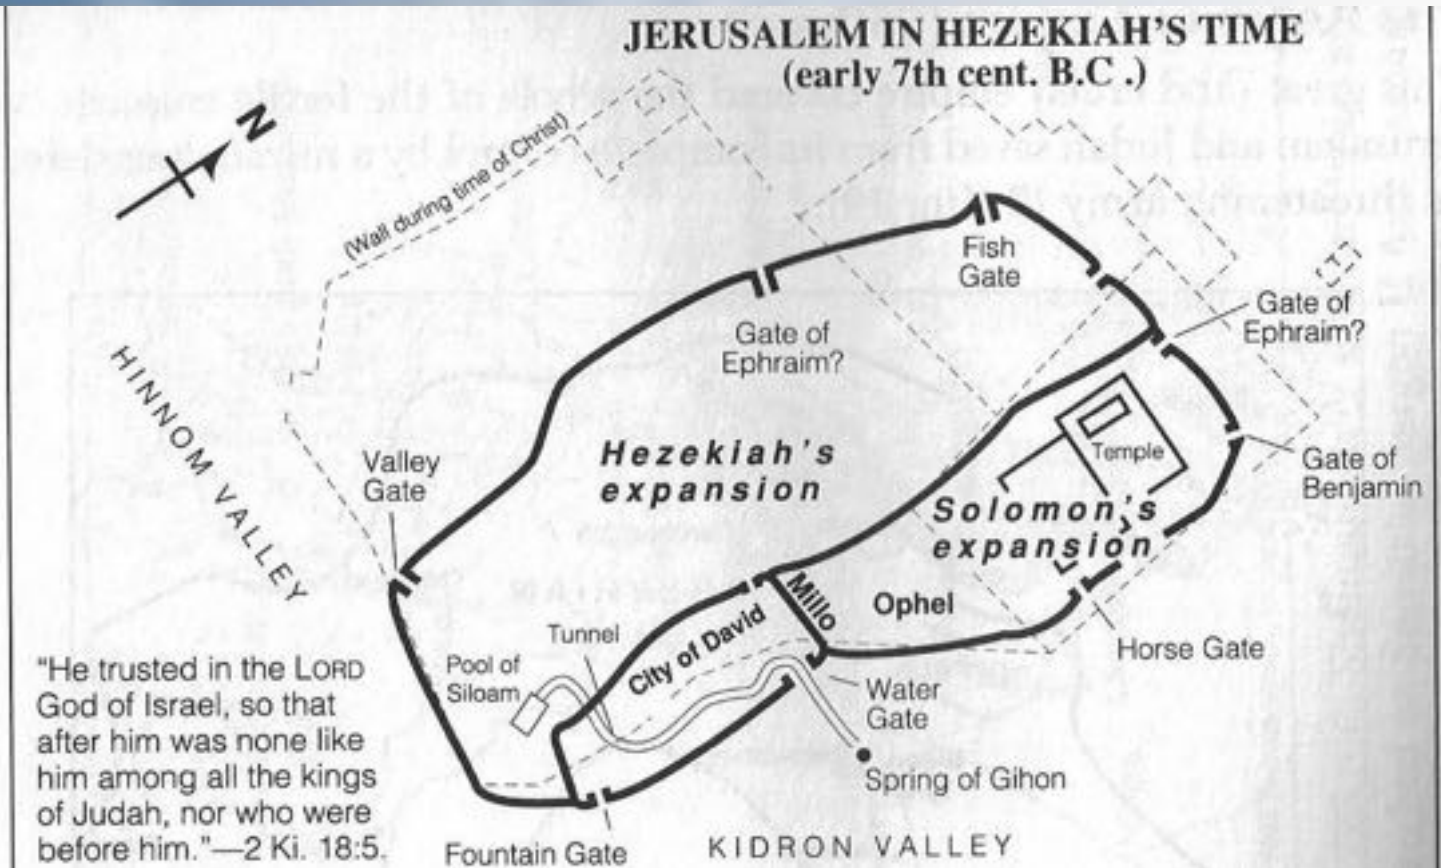 JERUSALEM IN HEZEKIAH'S TIME
(early 7th cent. B.C .)
N
(Wall during time of Christ)
Fish
Gate
Gate of
Ephraim?
Gate of
Ephraim?
HINNOM VALLEY
Valley
Gate
Hezekiah's
expansion
Temple
Gate of
Benjamin
Solomon's
expansion
Millo
Ophel
City of David
Tunnel
Pool of
Siloam
Horse Gate
Water
Gate
Spring of Gihon
"He trusted in the LORD
God of Israel, so that
after him was none like
him among all the kings
of Judah, nor who were
before him."—2 Ki. 18:5.
Fountain Gate
KIDRON VALLEY